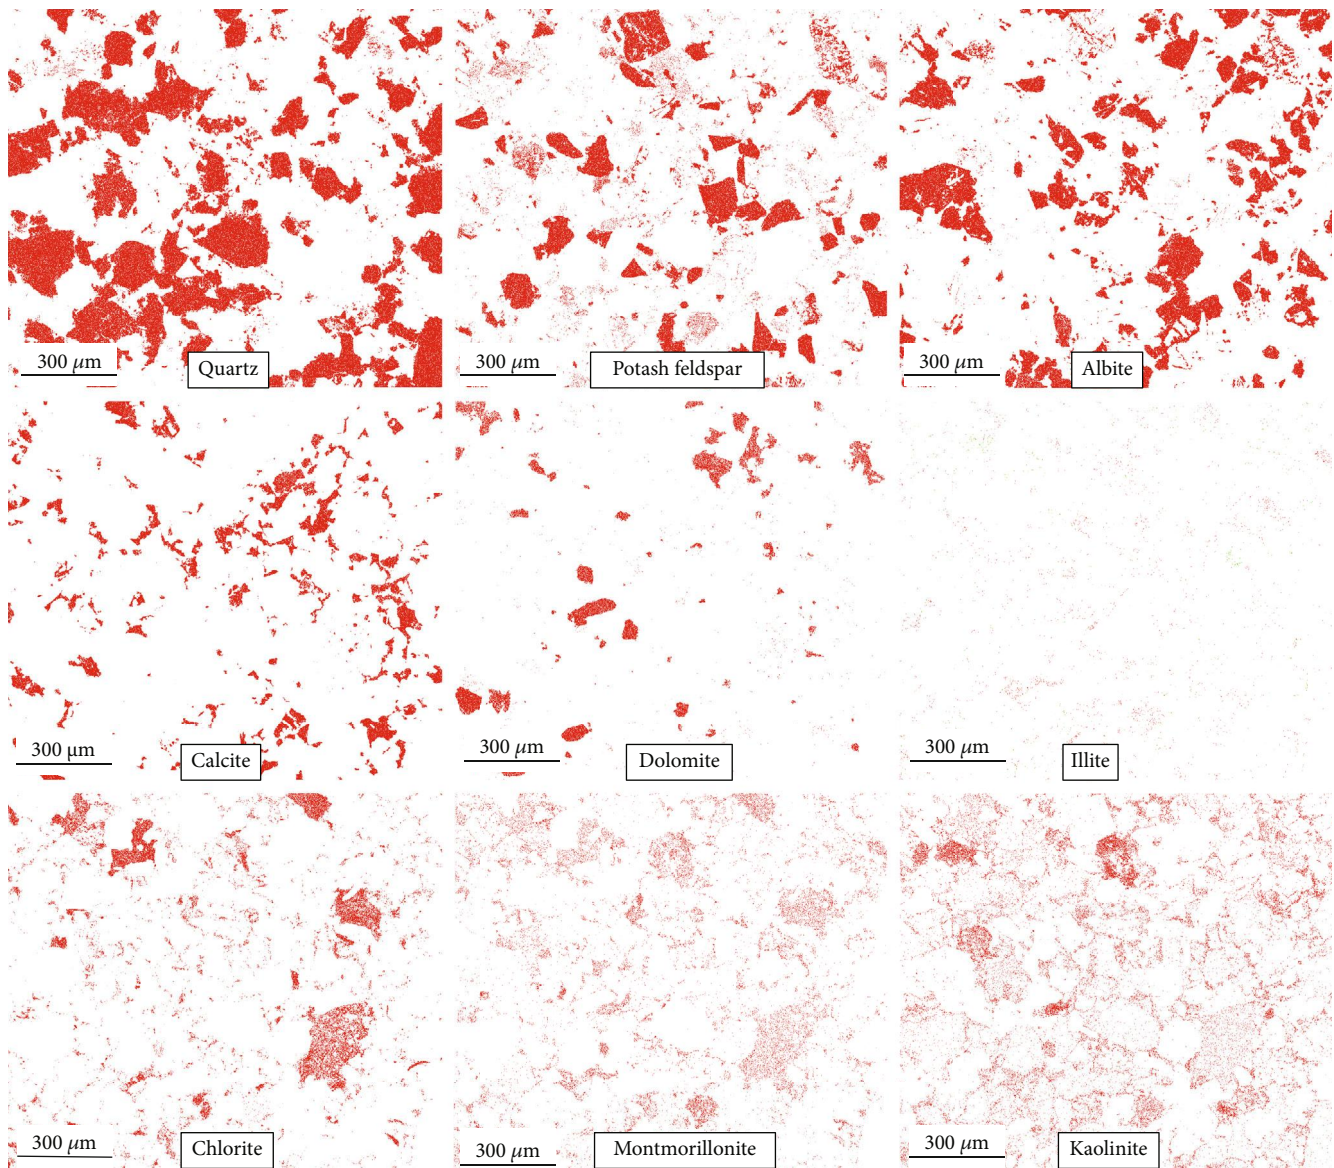 300 μm
Quartz
300 μm
Potash feldspar
300 μm
Albite
300 μm
Calcite
300 μm
Dolomite
300 μm
Illite
300 μm
Chlorite
300 μm
Montmorillonite
300 μm
Kaolinite